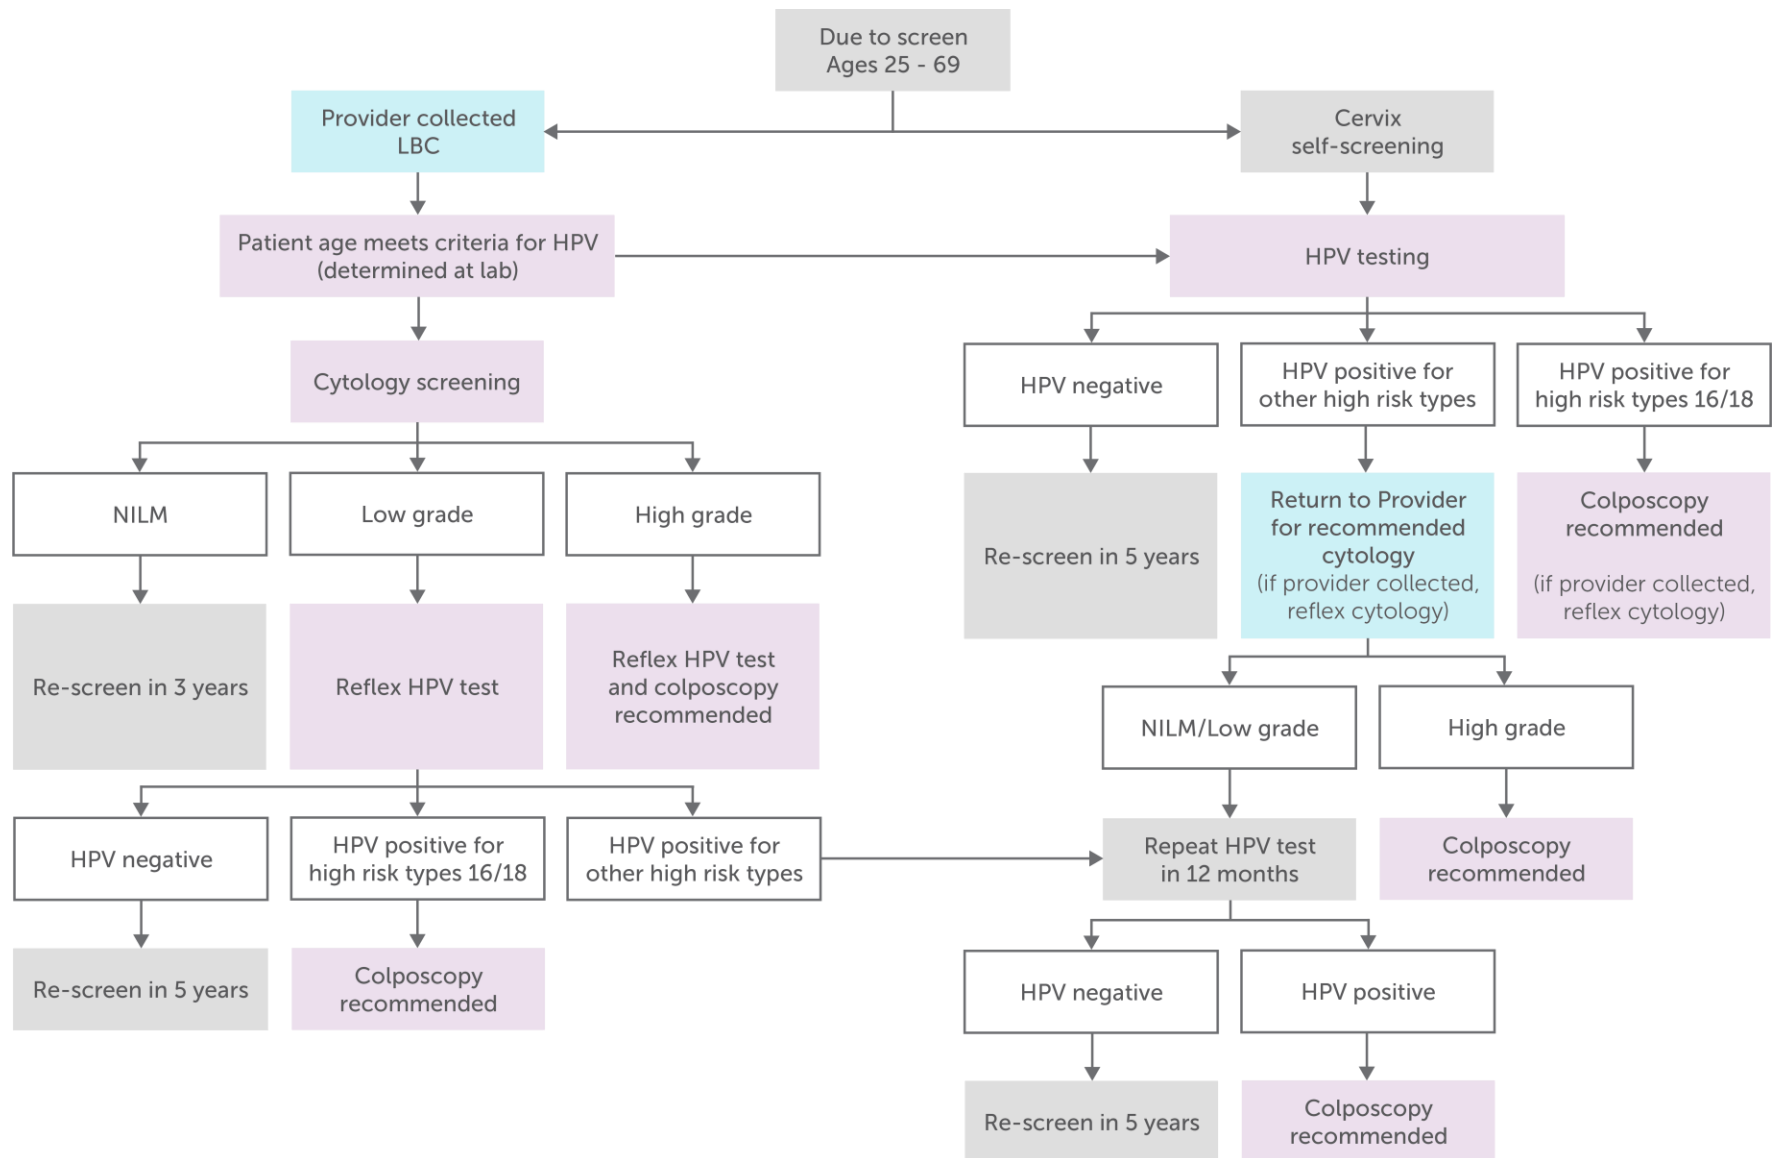 Due to screen
Ages 25 - 69
Provider collected
LBC
Cervix
self-screening
Patient age meets criteria for HPV
(determined at lab)
HPV testing
Cytology screening
HPV negative
HPV positive for
other high risk types
HPV positive for
high risk types 16/18
NILM
Low grade
High grade
Re-screen in 5 years
Return to Provider
for recommended
cytology
(if provider collected,
reflex cytology)
Colposcopy
recommended
(if provider collected,
reflex cytology)
Re-screen in 3 years
Reflex HPV test
Reflex HPV test
and colposcopy
recommended
NILM/Low grade
High grade
HPV negative
HPV positive for
high risk types 16/18
HPV positive for
other high risk types
Repeat HPV test
in 12 months
Colposcopy
recommended
Re-screen in 5 years
Colposcopy
recommended
HPV negative
HPV positive
Re-screen in 5 years
Colposcopy
recommended